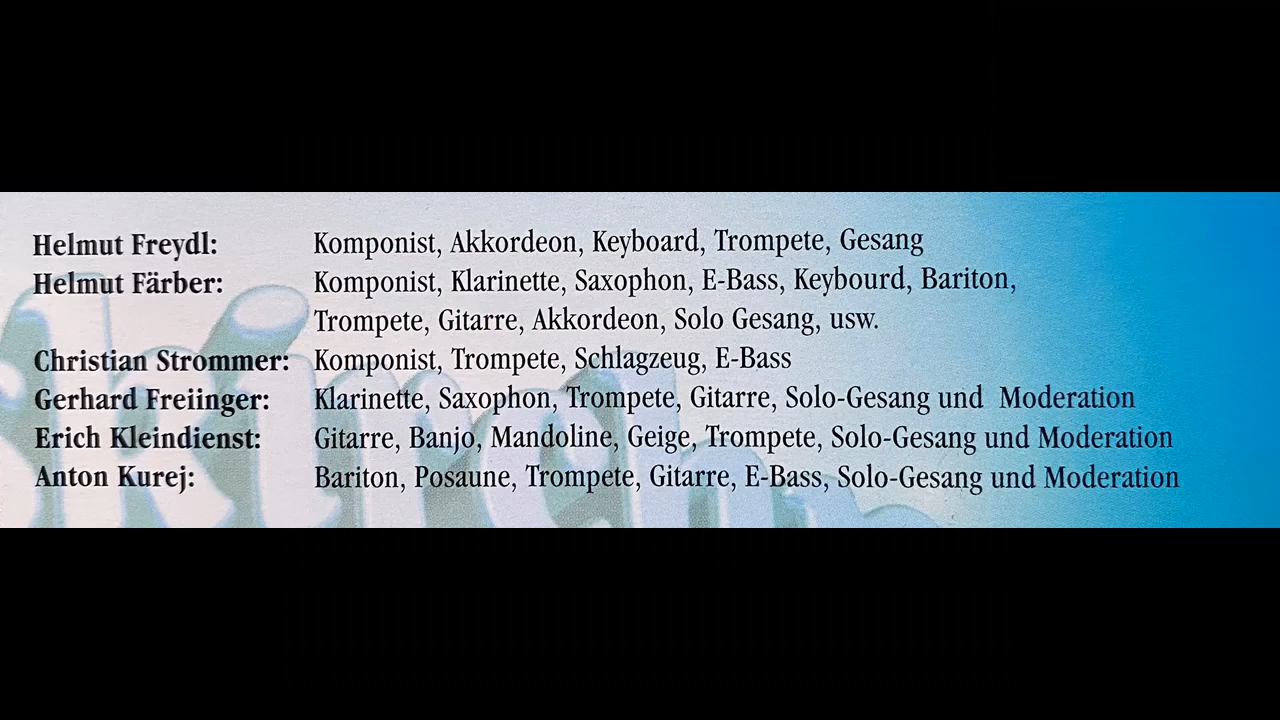 Helmut Freydl: Komponist, Akkordeon, Keyboard, Trompete, Gesang
Helmut Färber: Komponist, Klarinette, Saxophon, E-Bass, Keybourd, Bariton,
Trompete, Gitarre, Akkordeon, Solo Gesang, usw.
Christian Strommer: Komponist, Trompete, Schlagzeug, E-Bass
Gerhard Freiinger: Klarinette, Saxophon, Trompete, Gitarre, Solo-Gesang und Moderation
Erich Kleindienst: Gitarre, Banjo, Mandoline, Geige, Trompete, Solo-Gesang und Moderation
Anton Kurej: Bariton, Posaune, Trompete, Gitarre, E-Bass, Solo-Gesang und Moderation